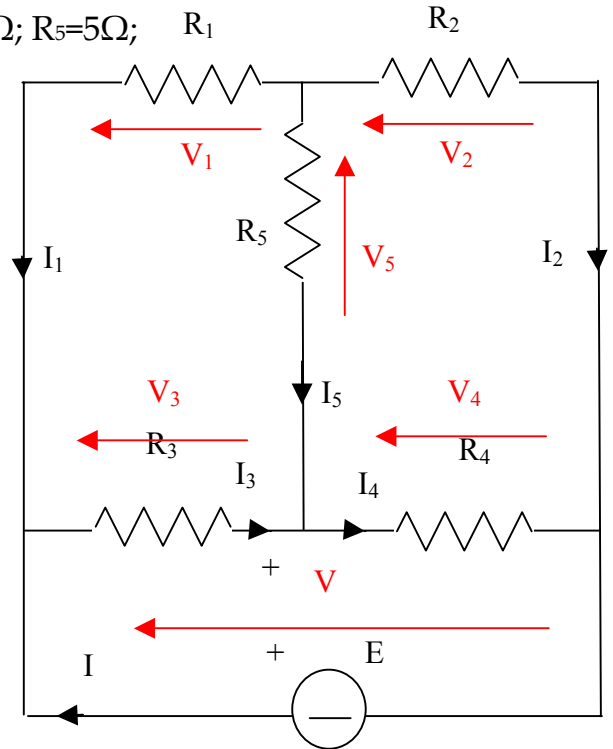 Ω; R₅=5Ω;
R₁
R₂
V₁
V₂
R₅
I₁
V₅
I₂
V₃
I₅
V₄
R₃
R₄
I₃
I₄
+
V
+
E
I